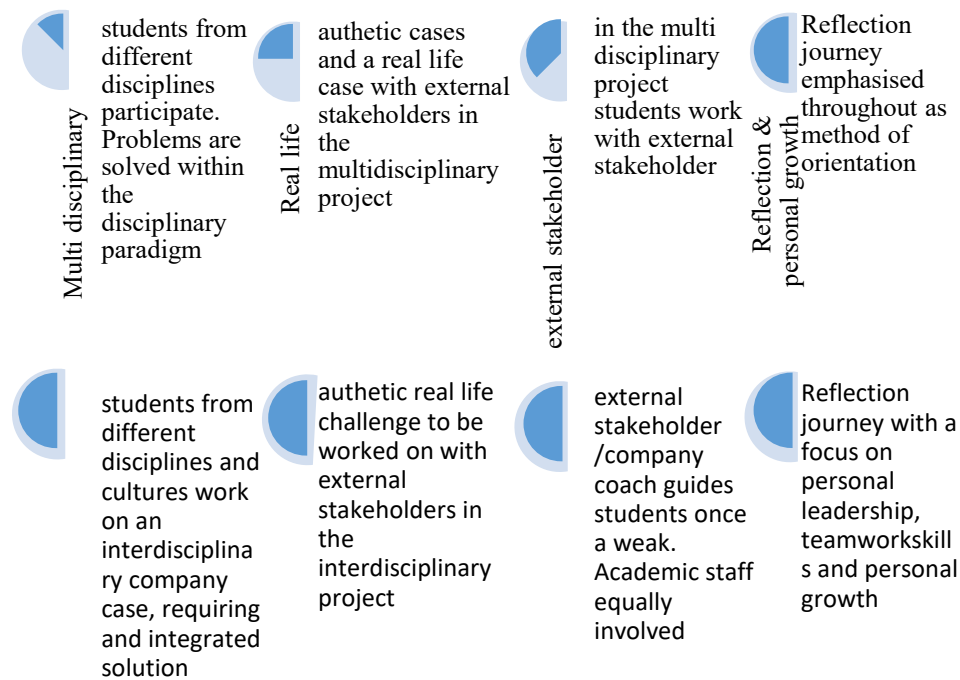 Multi disciplinary
students from
different
disciplines
participate.
Problems are
solved within
the
disciplinary
paradigm
Real life
authetic cases
and a real life
case with external
stakeholders in
the
multidisciplinary
project
external stakeholder
in the multi
disciplinary
project
students work
with external
stakeholder
Reflection &
personal growth
Reflection
journey
emphasised
throughout as
method of
orientation
students from
different
disciplines and
cultures work
on an
interdisciplina
ry company
case, requiring
and integrated
solution
authetic real life
challenge to be
worked on with
external
stakeholders in
the
interdisciplinary
project
external
stakeholder
/company
coach guides
students once
a weak.
Academic staff
equally
involved
Reflection
journey with a
focus on
personal
leadership,
teamworkskill
s and personal
growth